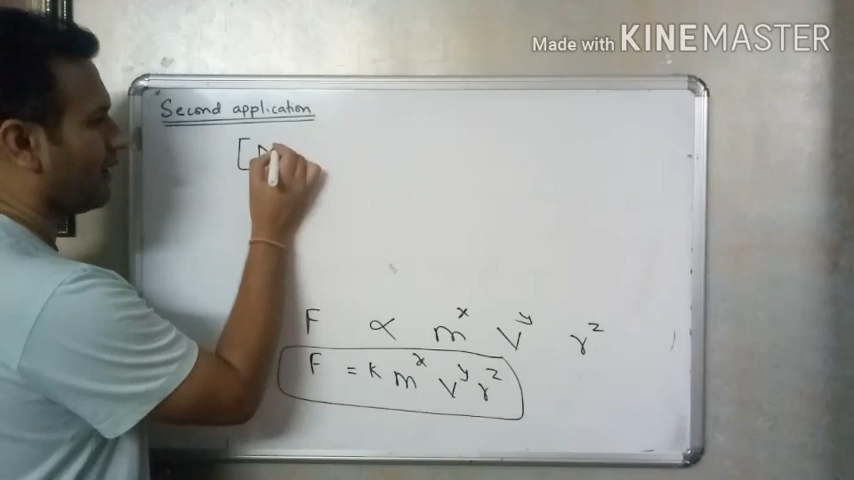 Made with KINEMASTER
Second application
[M
F ∝ m^x v^y r^z
F = k m^x v^y r^z